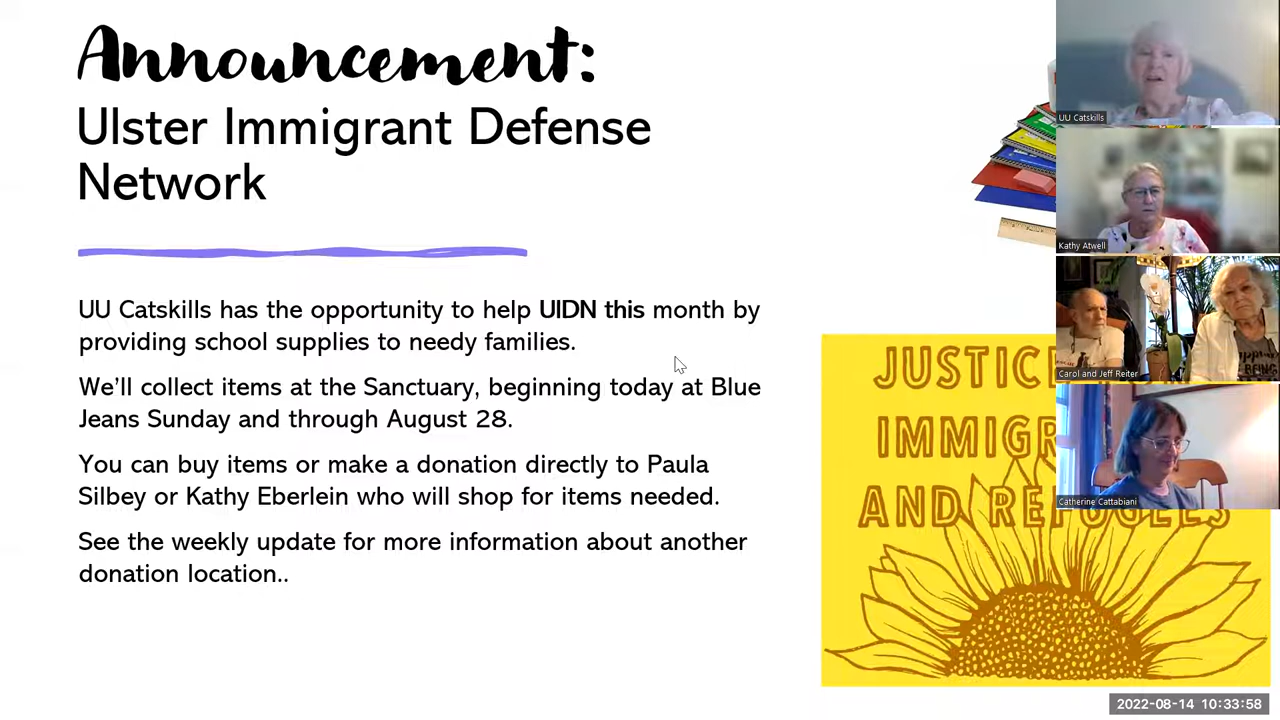 Announcement:
Ulster Immigrant Defense
Network
UU Catskills has the opportunity to help UIDN this month by
providing school supplies to needy families.
We'll collect items at the Sanctuary, beginning today at Blue
Jeans Sunday and through August 28.
You can buy items or make a donation directly to Paula
Silbey or Kathy Eberlein who will shop for items needed.
See the weekly update for more information about another
donation location..
JUSTIC
IMMIGR
AND REFUGEES
UU Catskills
Kathy Atwell
Carol and Jeff Reiter
Catherine Cattabiani
2022-08-14 10:33:58